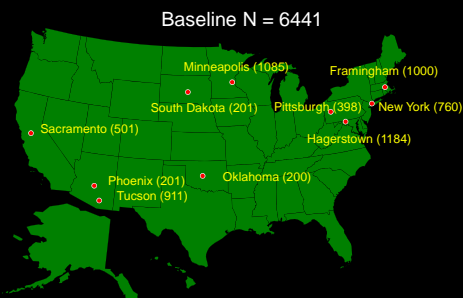 Baseline N = 6441
Minneapolis (1085)
Framingham (1000)
South Dakota (201)
Pittsburgh (398)
New York (760)
Sacramento (501)
Hagerstown (1184)
Phoenix (201)
Oklahoma (200)
Tucson (911)